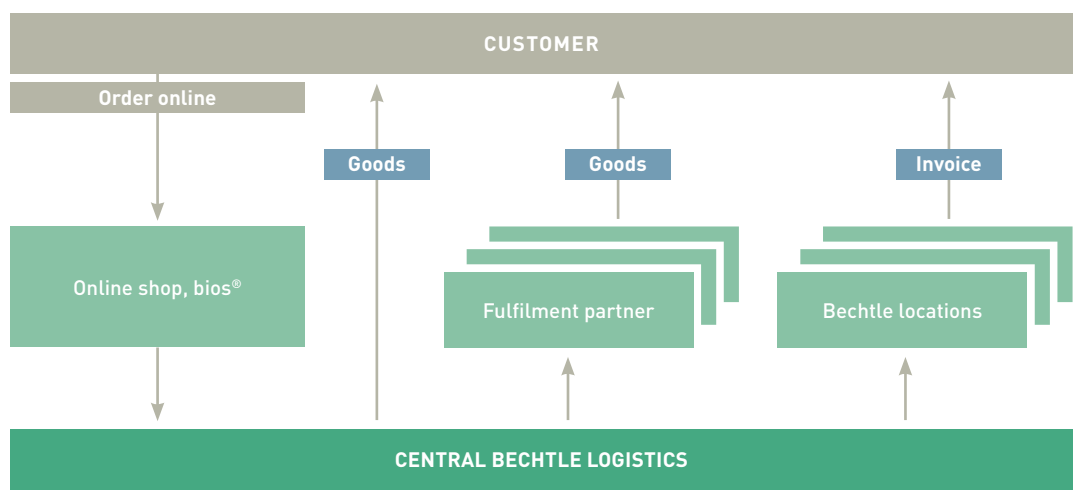 CUSTOMER
Order online
Goods
Goods
Invoice
Online shop, bios®
Fulfilment partner
Bechtle locations
CENTRAL BECHTLE LOGISTICS